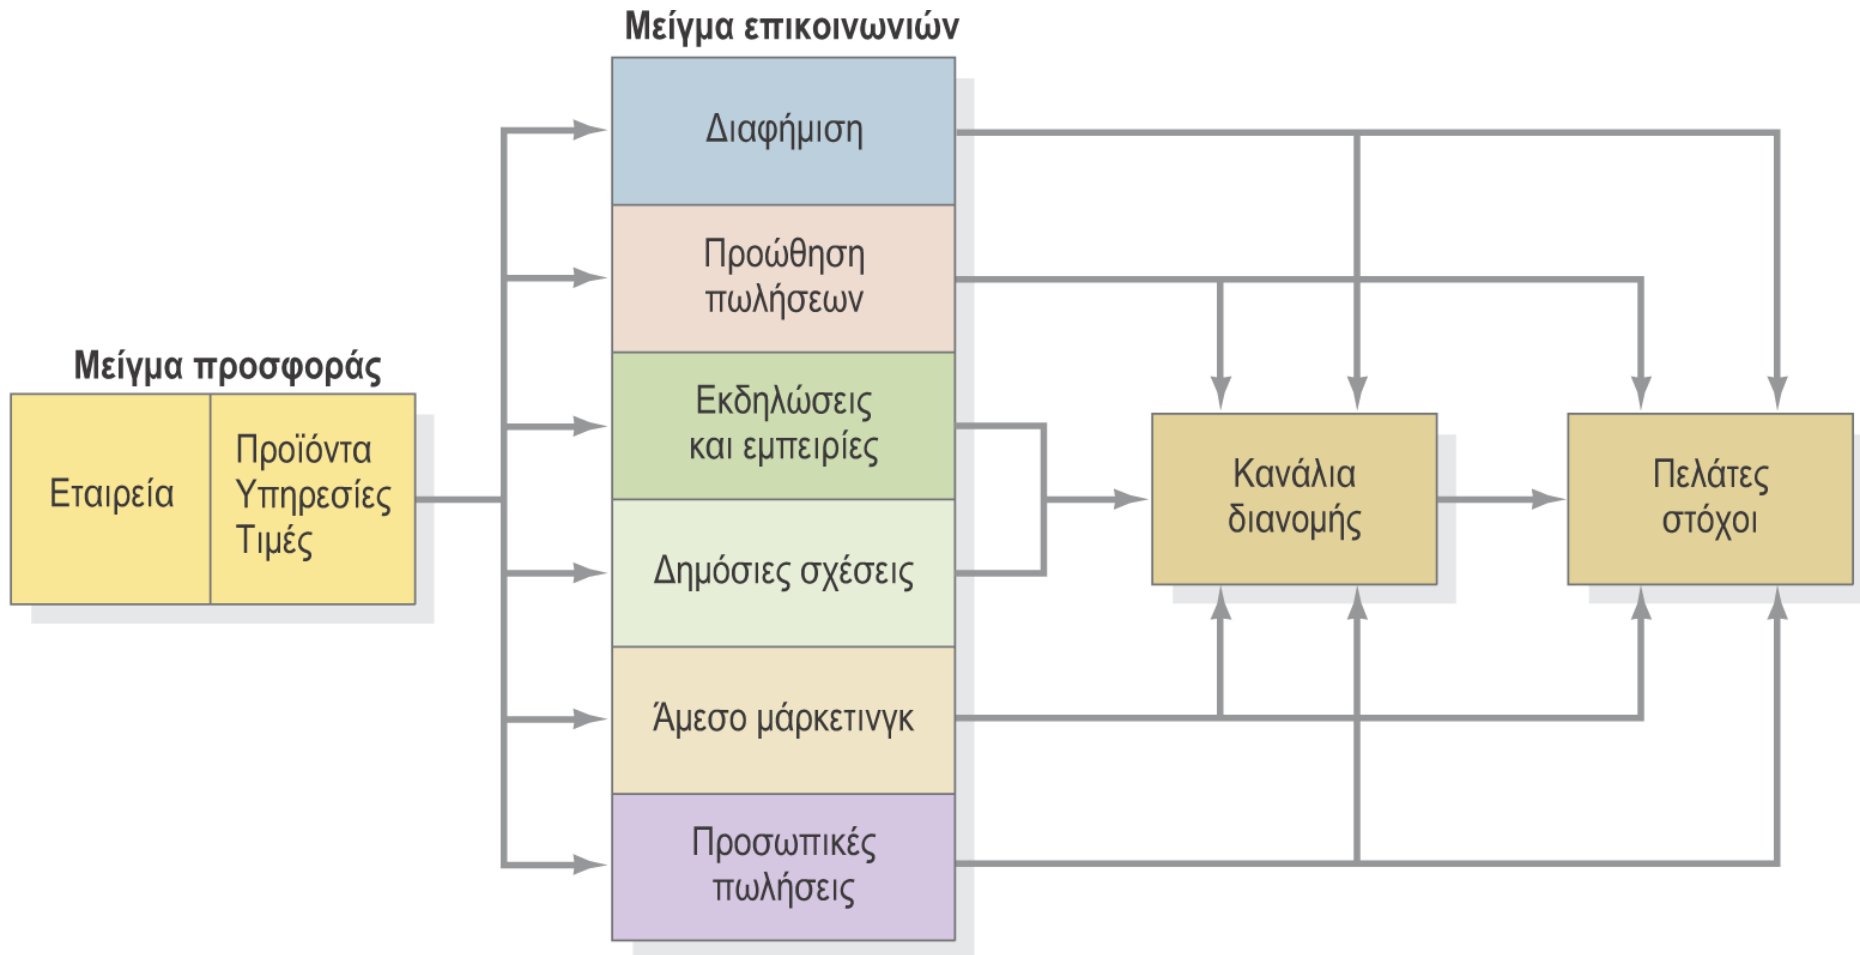 Μείγμα επικοινωνιών
Διαφήμιση
Προώθηση
πωλήσεων
Μείγμα προσφοράς
Εταιρεία
Προϊόντα
Υπηρεσίες
Τιμές
Εκδηλώσεις
και εμπειρίες
Δημόσιες σχέσεις
Άμεσο μάρκετινγκ
Προσωπικές
πωλήσεις
Κανάλια
διανομής
Πελάτες
στόχοι